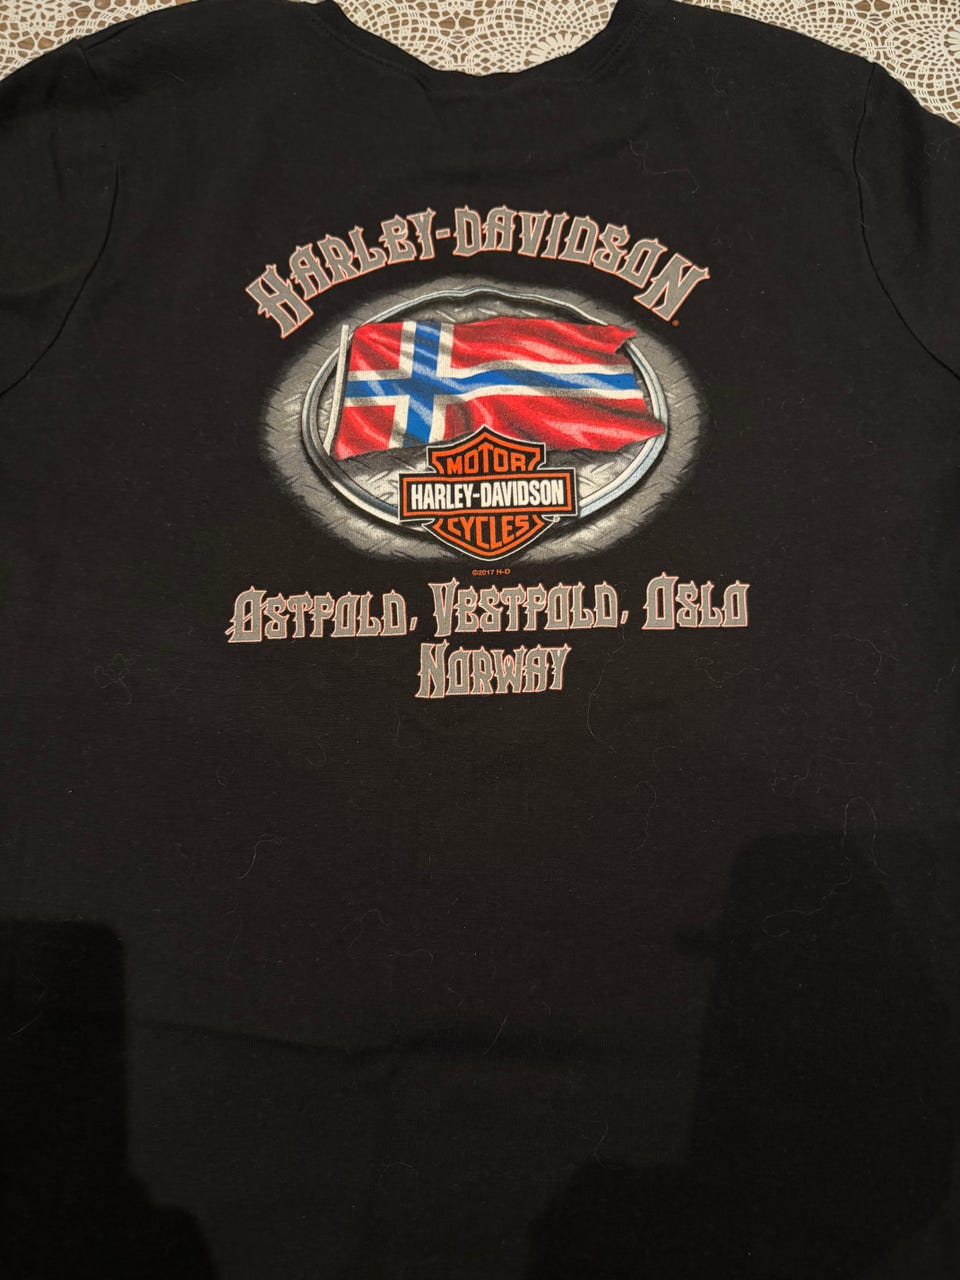 HARLEY-DAVIDSON
MOTOR
HARLEY-DAVIDSON
CYCLES
©2017 H-D
ØSTFOLD, VESTFOLD, OSLO
NORWAY